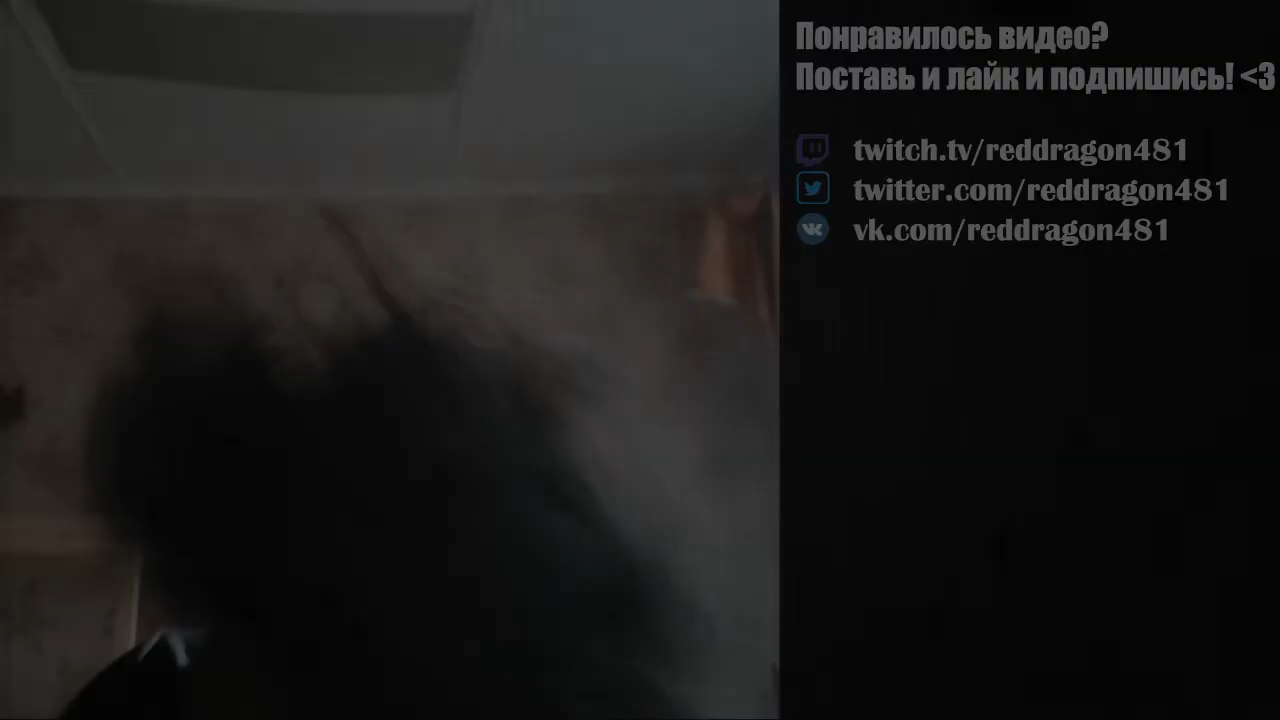 Понравилось видео?
Поставь и лайк и подпишись! <3
twitch.tv/reddragon481
twitter.com/reddragon481
vk.com/reddragon481